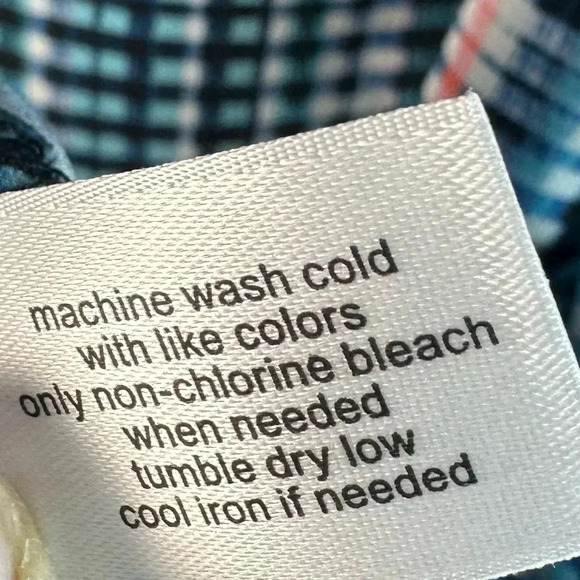 machine wash cold
with like colors
only non-chlorine bleach
when needed
tumble dry low
cool iron if needed